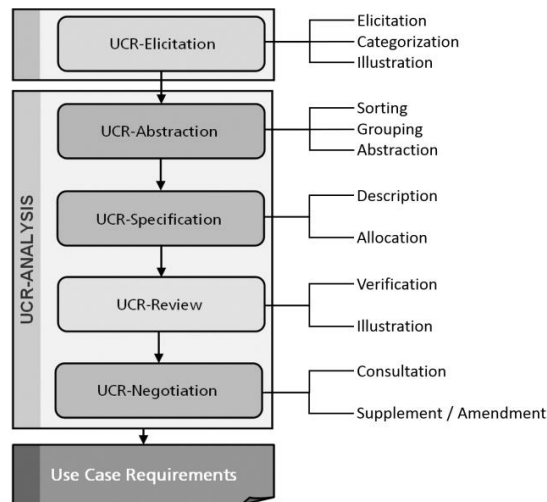 UCR-Elicitation
Elicitation
Categorization
Illustration
UCR-ANALYSIS
UCR-Abstraction
Sorting
Grouping
Abstraction
UCR-Specification
Description
Allocation
UCR-Review
Verification
Illustration
UCR-Negotiation
Consultation
Supplement / Amendment
Use Case Requirements